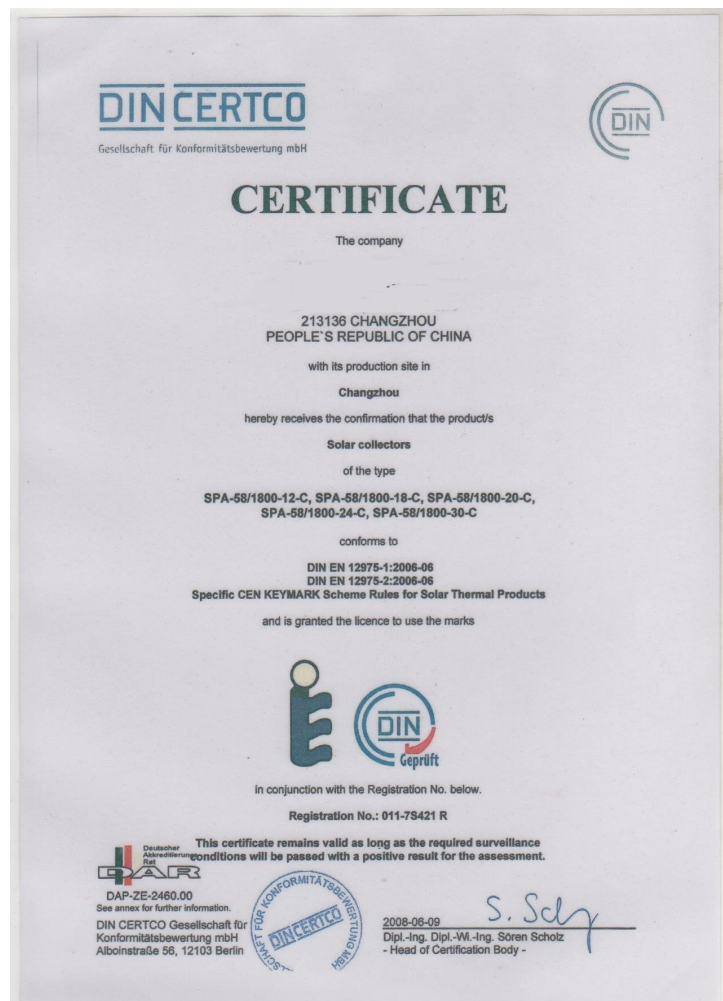 DIN CERTCO
Gesellschaft für Konformitätsbewertung mbH
DIN
CERTIFICATE
The company
213136 CHANGZHOU
PEOPLE`S REPUBLIC OF CHINA
with its production site in
Changzhou
hereby receives the confirmation that the product/s
Solar collectors
of the type
SPA-58/1800-12-C, SPA-58/1800-18-C, SPA-58/1800-20-C,
SPA-58/1800-24-C, SPA-58/1800-30-C
conforms to
DIN EN 12975-1:2006-06
DIN EN 12975-2:2006-06
Specific CEN KEYMARK Scheme Rules for Solar Thermal Products
and is granted the licence to use the marks
DIN
Geprüft
in conjunction with the Registration No. below.
Registration No.: 011-7S421 R
This certificate remains valid as long as the required surveillance
conditions will be passed with a positive result for the assessment.
Deutscher
Akkreditierungs
Rat
DAR
DAP-ZE-2460.00
See annex for further information.
DIN CERTCO Gesellschaft für
Konformitätsbewertung mbH
Alboinstraße 56, 12103 Berlin
SCHAFT FÜR KONFORMITÄTSBEWERTUNG MBH
DINCERTCO
S. Sch
2008-06-09
Dipl.-Ing. Dipl.-Wi.-Ing. Sören Scholz
- Head of Certification Body -